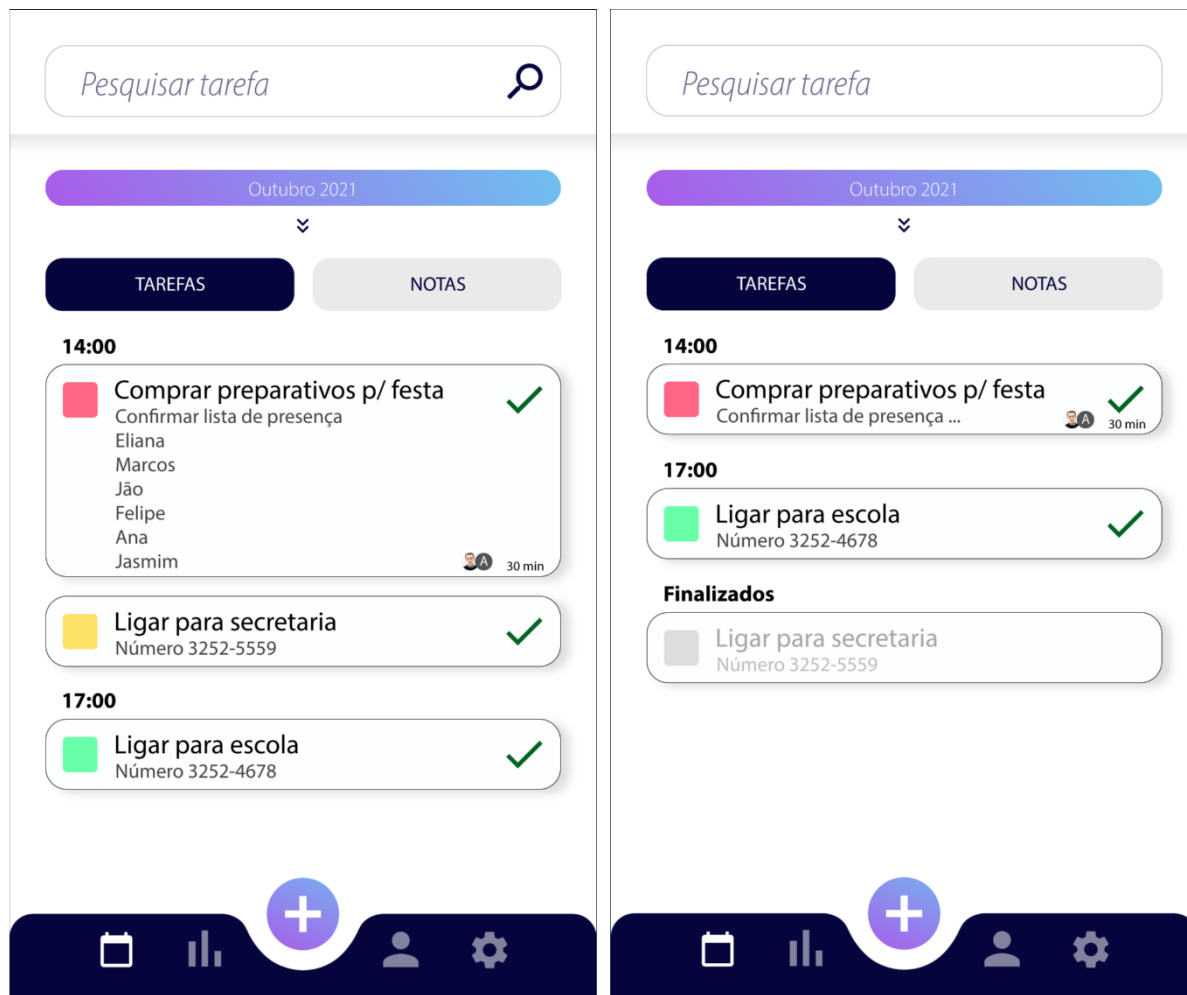 Pesquisar tarefa
Outubro 2021
TAREFAS
NOTAS
14:00
Comprar preparativos p/ festa
Confirmar lista de presença
Eliana
Marcos
Jão
Felipe
Ana
Jasmim
A
30 min
Ligar para secretaria
Número 3252-5559
17:00
Ligar para escola
Número 3252-4678
Pesquisar tarefa
Outubro 2021
TAREFAS
NOTAS
14:00
Comprar preparativos p/ festa
Confirmar lista de presença ...
A
30 min
17:00
Ligar para escola
Número 3252-4678
Finalizados
Ligar para secretaria
Número 3252-5559